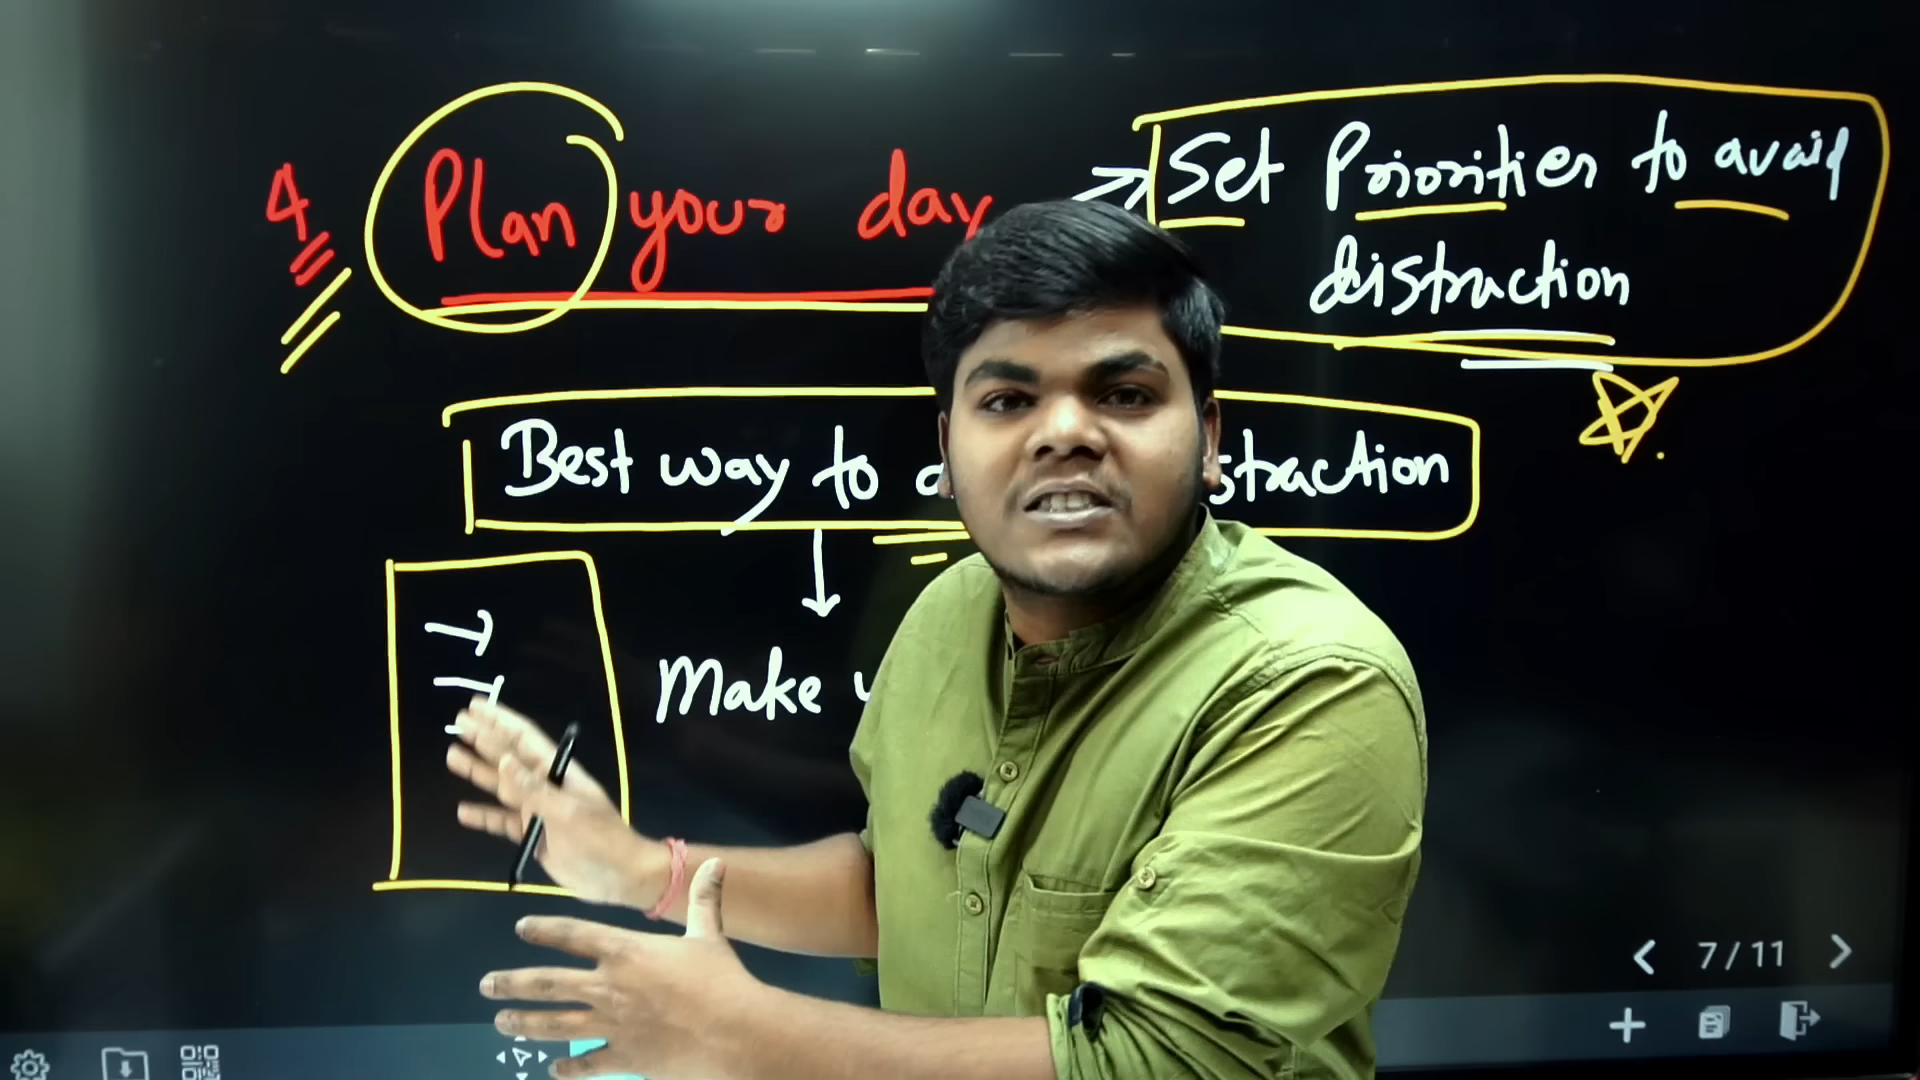 4 Plan your day → Set Priorities to avoid
distraction
Best way to straction
Make
7/11